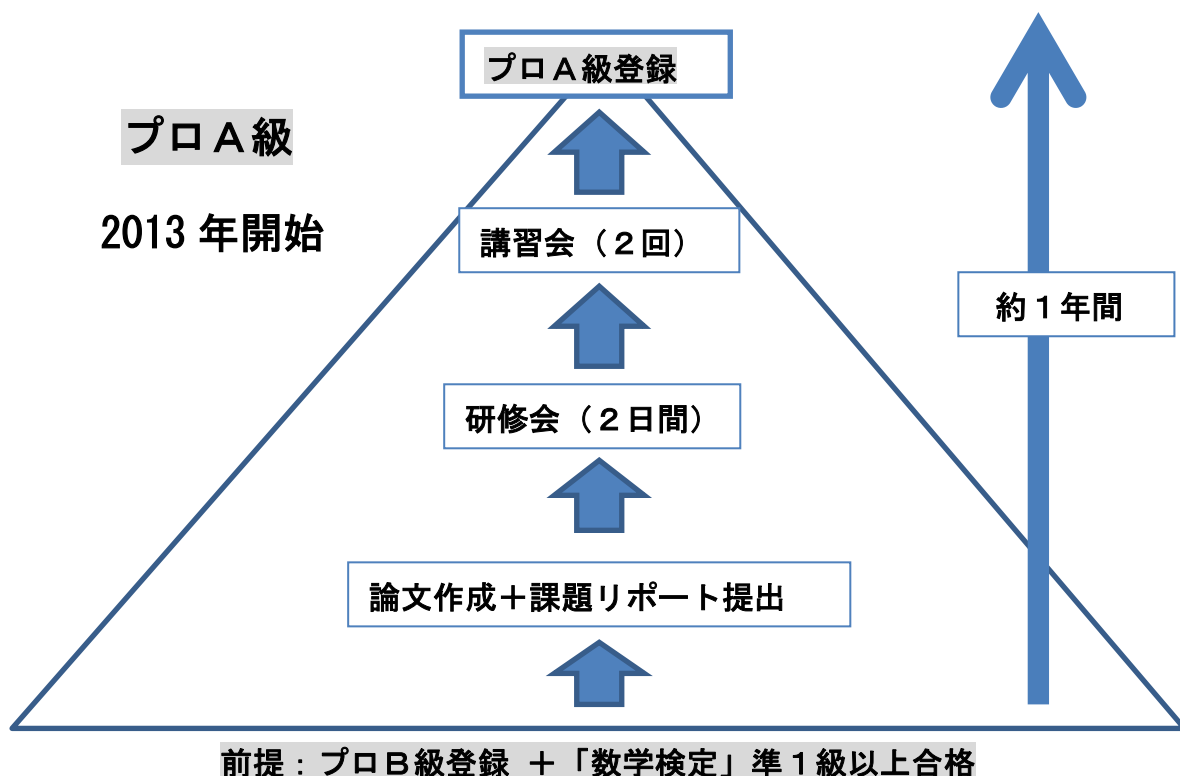 プロＡ級登録
プロＡ級
2013 年開始
講習会（２回）
約１年間
研修会（２日間）
論文作成＋課題リポート提出
前提：プロＢ級登録 ＋「数学検定」準１級以上合格